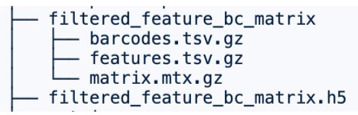 ├── filtered_feature_bc_matrix
│   ├── barcodes.tsv.gz
│   ├── features.tsv.gz
│   └── matrix.mtx.gz
├── filtered_feature_bc_matrix.h5